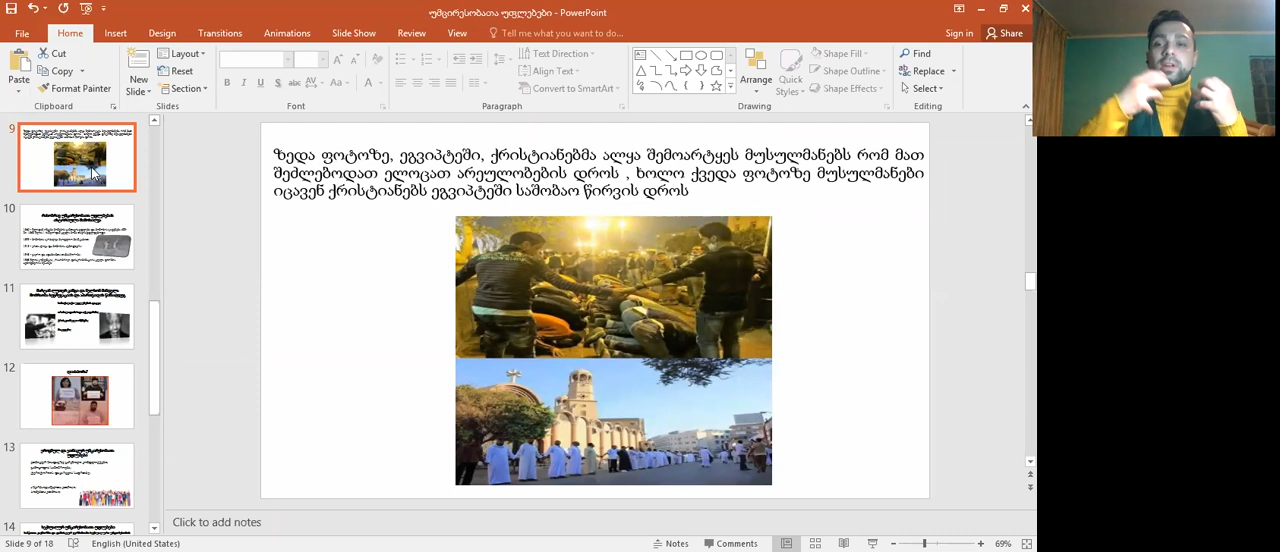 უმცირესობათა უფლებები - PowerPoint
File Home Insert Design Transitions Animations Slide Show Review View Tell me what you want to do... Sign in Share
Cut
Copy
Format Painter
Paste
Clipboard
New Slide
Layout
Reset
Section
Slides
Font
Paragraph
Text Direction
Align Text
Convert to SmartArt
Arrange
Quick Styles
Shape Fill
Shape Outline
Shape Effects
Drawing
Find
Replace
Select
Editing
9
10
11
12
13
14
ზედა ფოტოზე, ეგვიპტეში, ქრისტიანებმა ალყა შემოარტყეს მუსულმანებს რომ მათ
შეძლებოდათ ელოცათ არეულობების დროს , ხოლო ქვედა ფოტოზე მუსულმანები
იცავენ ქრისტიანებს ეგვიპტეში საშობაო წირვის დროს
Click to add notes
Slide 9 of 18 English (United States) Notes Comments 69%